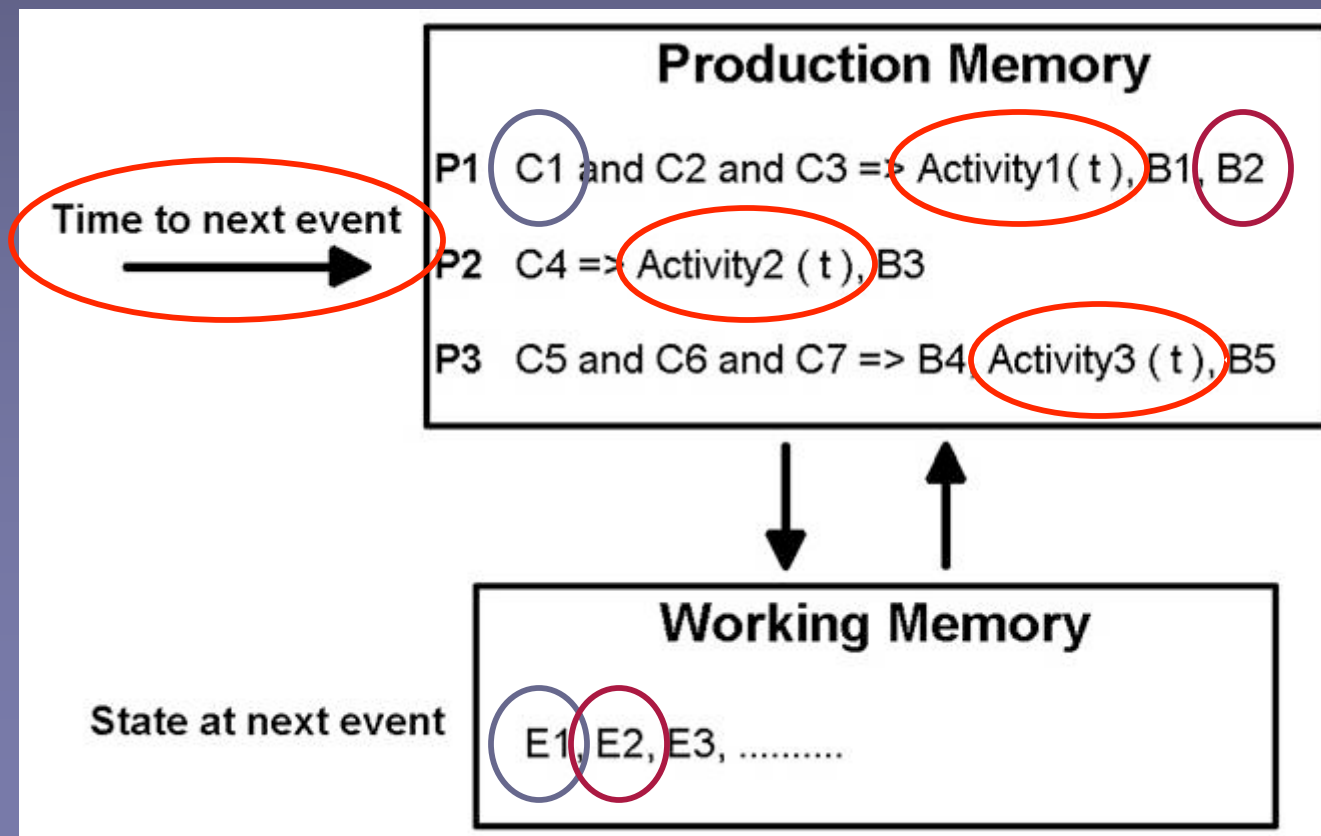 Production Memory
P1 C1 and C2 and C3 => Activity1( t ), B1, B2
Time to next event
P2 C4 => Activity2 ( t ), B3
P3 C5 and C6 and C7 => B4, Activity3 ( t ), B5
Working Memory
State at next event
E1, E2, E3, ..........